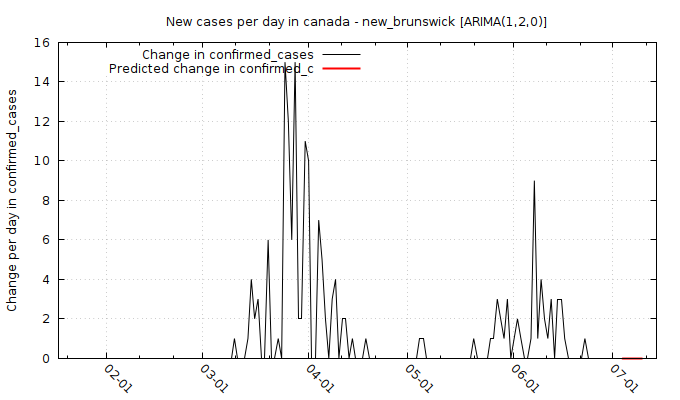 New cases per day in canada - new_brunswick [ARIMA(1,2,0)]
Change in confirmed_cases
Predicted change in confirmed_c
Change per day in confirmed_cases
16
14
12
10
8
6
4
2
0
02-01 03-01 04-01 05-01 06-01 07-01